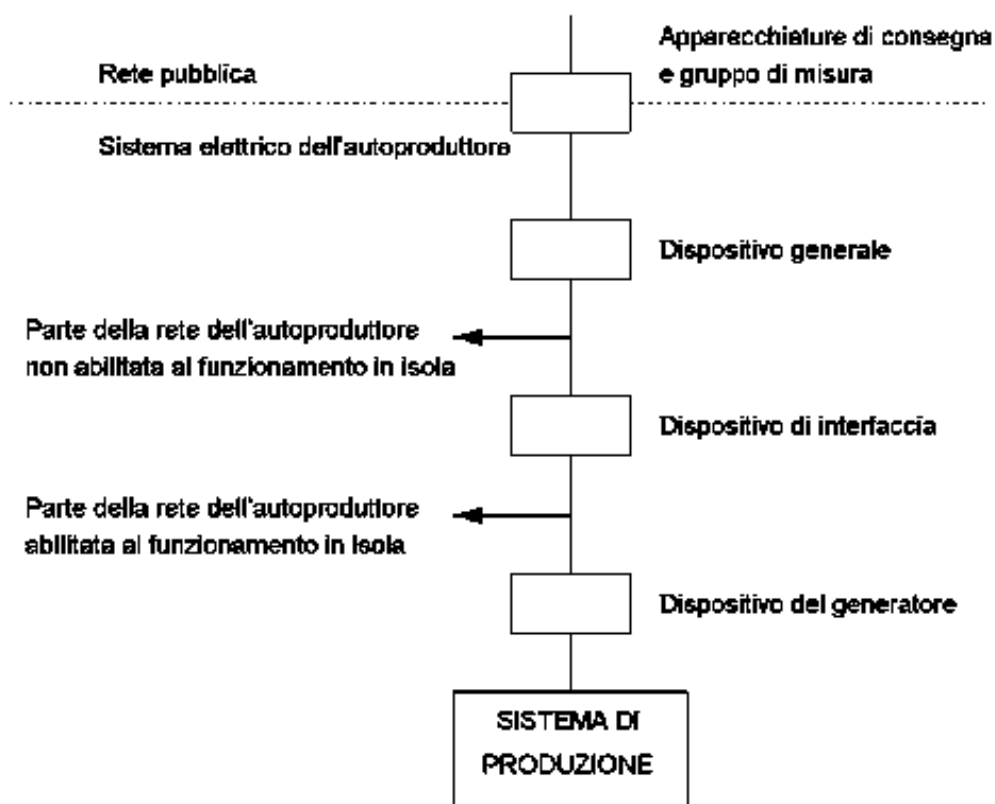 Apparecchiature di consegna
e gruppo di misura
Rete pubblica
Sistema elettrico dell'autoproduttore
Dispositivo generale
Parte della rete dell'autoproduttore
non abilitata al funzionamento in isola
Dispositivo di interfaccia
Parte della rete dell'autoproduttore
abilitata al funzionamento in isola
Dispositivo del generatore
SISTEMA DI
PRODUZIONE